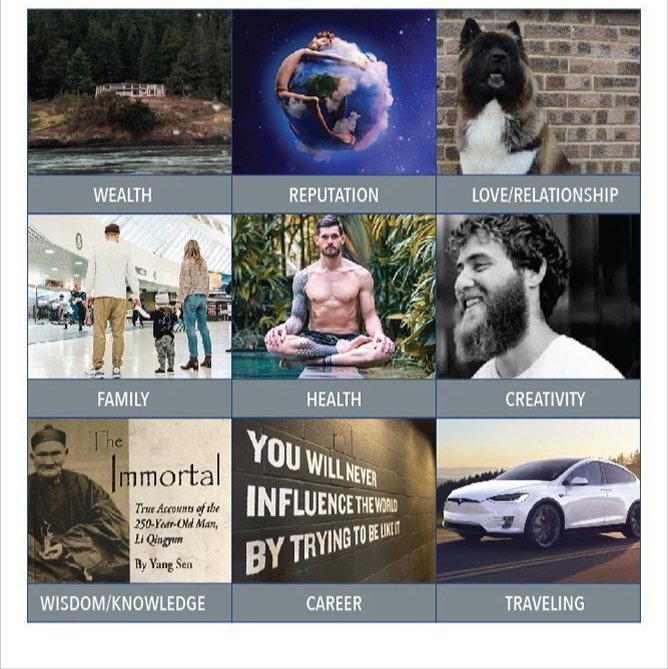 WEALTH
REPUTATION
LOVE/RELATIONSHIP
FAMILY
HEALTH
CREATIVITY
The
Immortal
True Accounts of the
250-Year-Old Man,
Li Qingyun
By Yang Sen
YOU WILL NEVER
INFLUENCE THE WORLD
BY TRYING TO BE LIKE IT
WISDOM/KNOWLEDGE
CAREER
TRAVELING